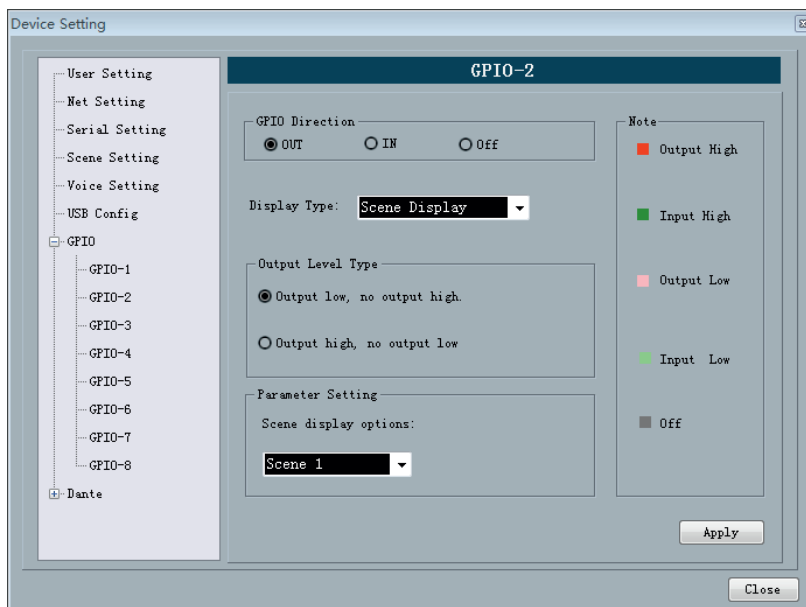 Device Setting
User Setting
Net Setting
Serial Setting
Scene Setting
Voice Setting
USB Config
GPIO
GPIO-1
GPIO-2
GPIO-3
GPIO-4
GPIO-5
GPIO-6
GPIO-7
GPIO-8
Dante
GPIO-2
GPIO Direction
OUT IN Off
Display Type: Scene Display
Output Level Type
Output low, no output high.
Output high, no output low
Parameter Setting
Scene display options:
Scene 1
Note
Output High
Input High
Output Low
Input Low
Off
Apply
Close